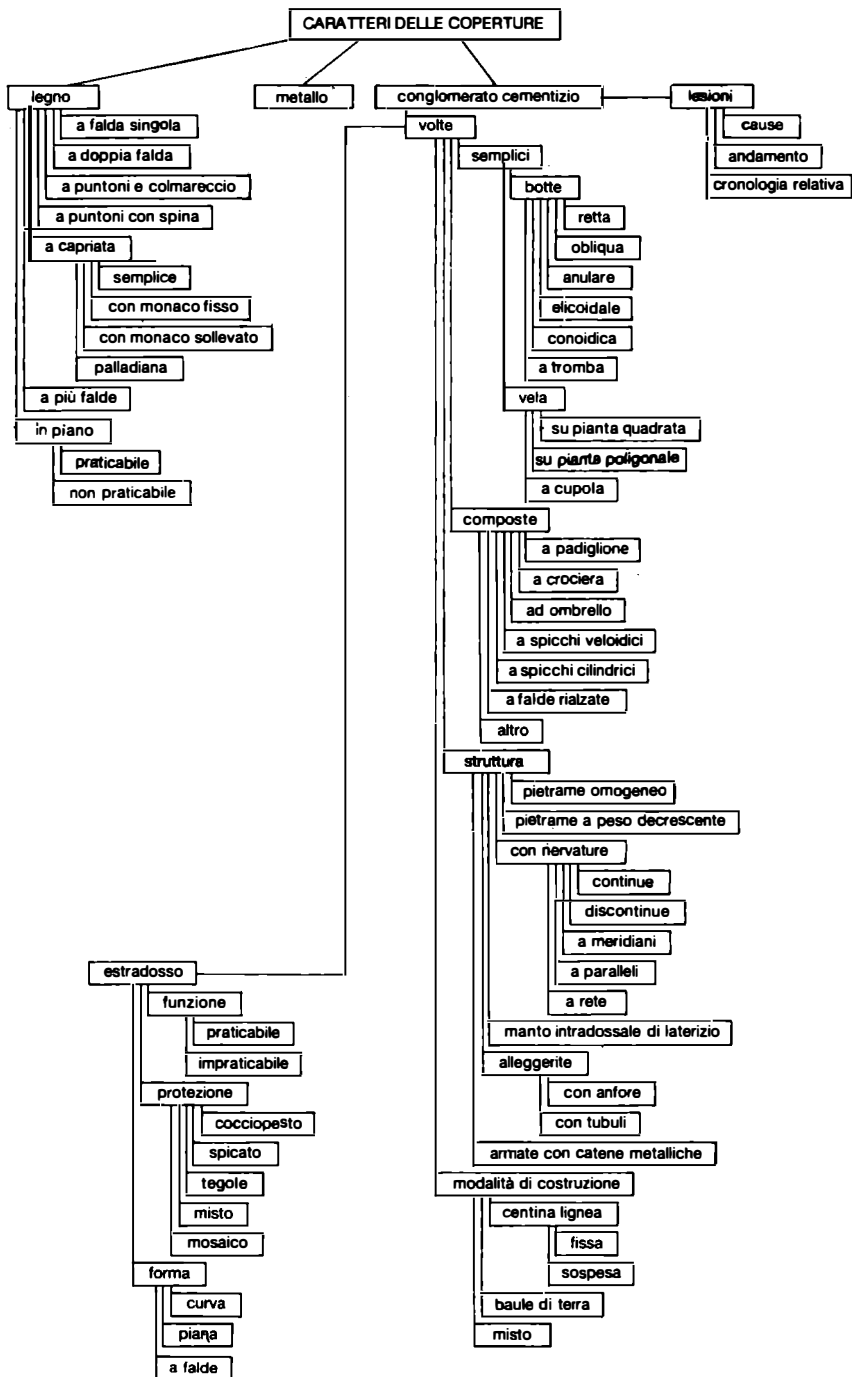 CARATTERI DELLE COPERTURE
legno
metallo
conglomerato cementizio
lesioni
a falda singola
a doppia falda
a puntoni e colmareccio
a puntoni con spina
a capriata
semplice
con monaco fisso
con monaco sollevato
palladiana
a più falde
in piano
praticabile
non praticabile
cause
andamento
cronologia relativa
volte
semplici
botte
retta
obliqua
anulare
elicoidale
conoidica
a tromba
vela
su pianta quadrata
su pianta poligonale
a cupola
composte
a padiglione
a crociera
ad ombrello
a spicchi veloidici
a spicchi cilindrici
a falde rialzate
altro
struttura
pietrame omogeneo
pietrame a peso decrescente
con nervature
continue
discontinue
a meridiani
a paralleli
a rete
manto intradossale di laterizio
alleggerite
con anfore
con tubuli
armate con catene metalliche
modalità di costruzione
centina lignea
fissa
sospesa
baule di terra
misto
estradosso
funzione
praticabile
impraticabile
protezione
cocciopesto
spicato
tegole
misto
mosaico
forma
curva
piana
a falde